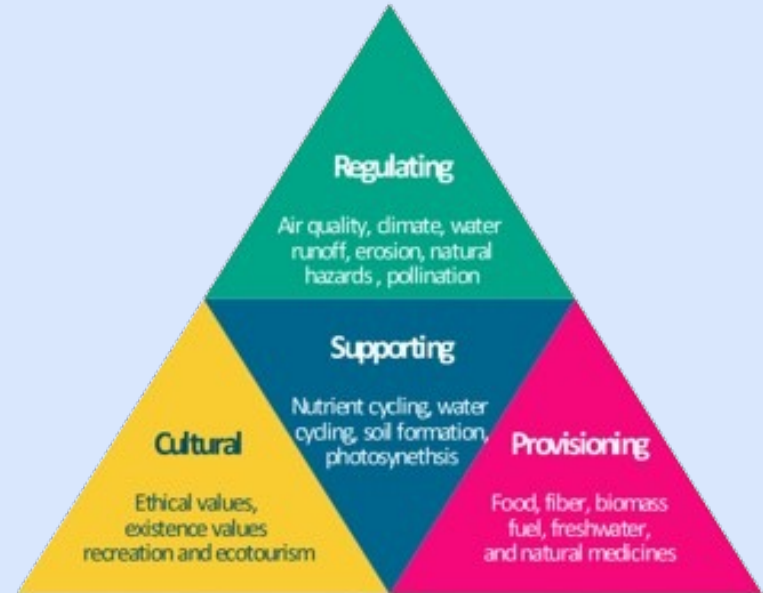 Regulating
Air quality, climate, water
runoff, erosion, natural
hazards , pollination
Supporting
Nutrient cycling, water
cycling, soil formation,
photosynethsis
Cultural
Ethical values,
existence values
recreation and ecotourism
Provisioning
Food, fiber, biomass
fuel, freshwater,
and natural medicines